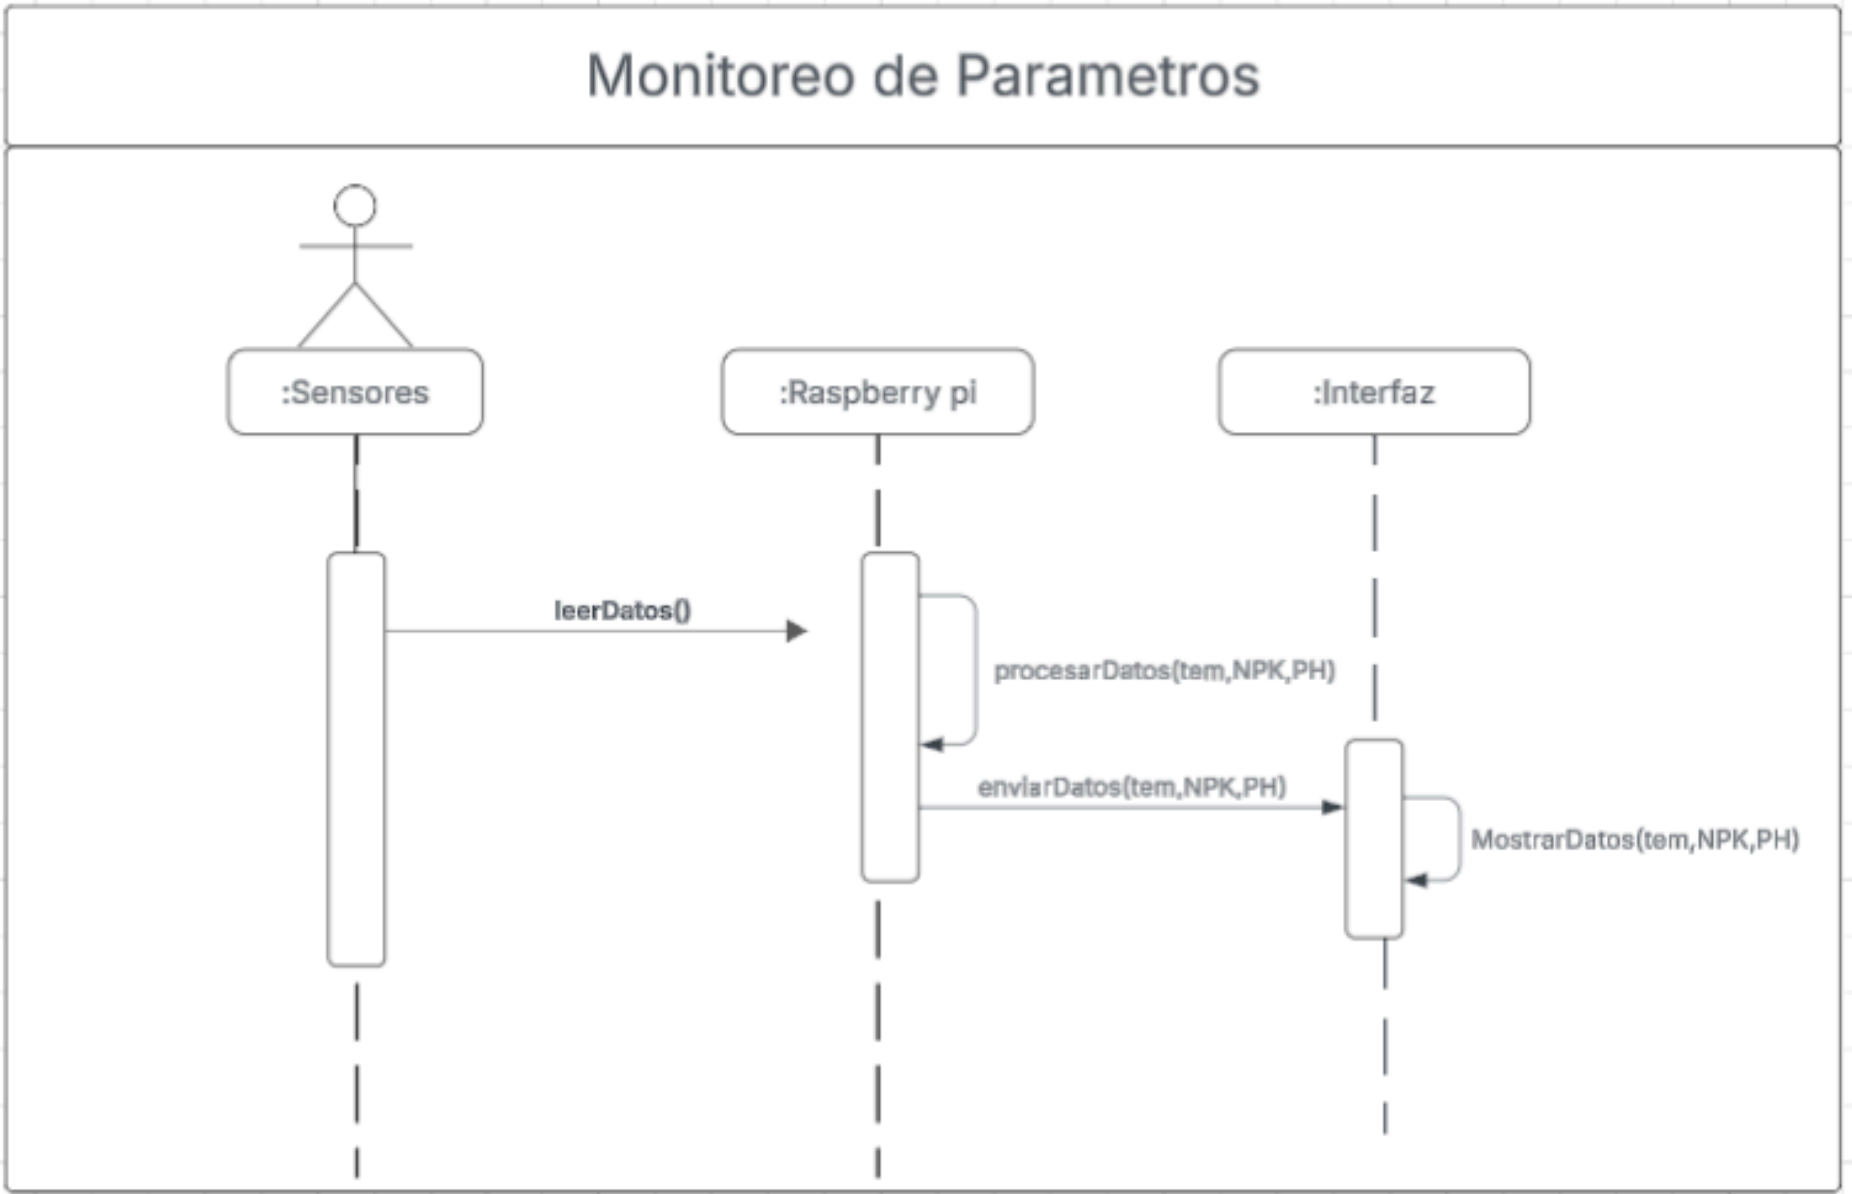 Monitoreo de Parametros
:Sensores
:Raspberry pi
:Interfaz
leerDatos()
procesarDatos(tem,NPK,PH)
enviarDatos(tem,NPK,PH)
MostrarDatos(tem,NPK,PH)